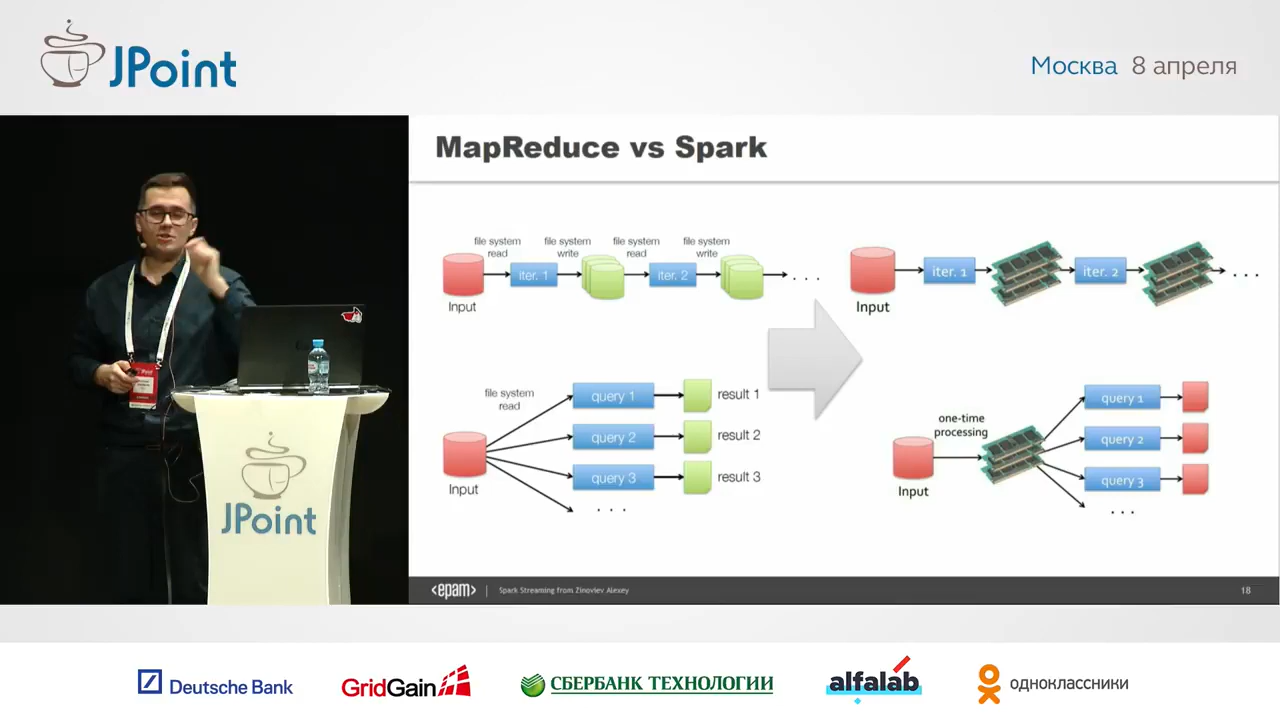 JPoint
Москва 8 апреля
MapReduce vs Spark
file system read
file system write
file system read
file system write
iter. 1
iter. 2
. . .
Input
iter. 1
iter. 2
. . .
Input
file system read
query 1
result 1
query 2
result 2
query 3
result 3
. . .
Input
one-time processing
query 1
query 2
query 3
. . .
Input
JPoint
<epam>
Spark Streaming from Zinoviev Alexey
18
Deutsche Bank
GridGain
СБЕРБАНК ТЕХНОЛОГИИ
alfalab
одноклассники